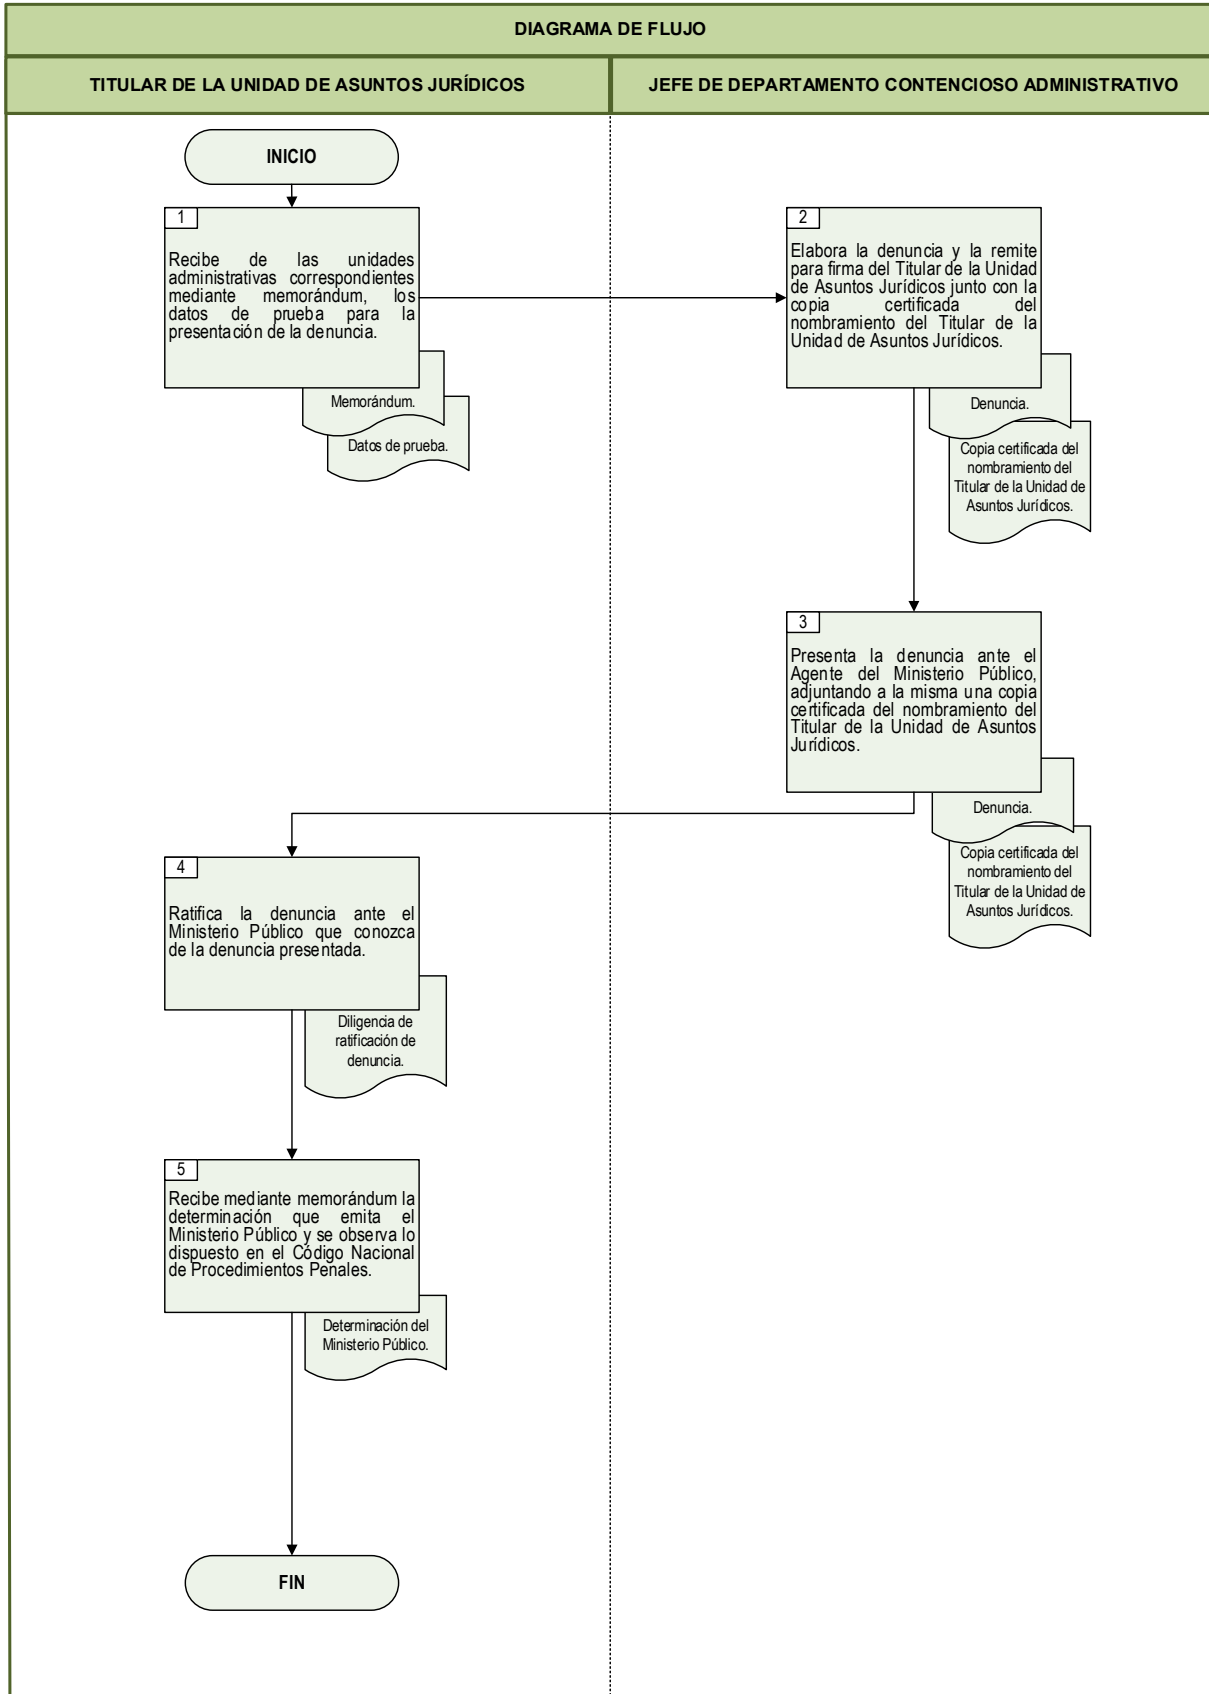 DIAGRAMA DE FLUJO
TITULAR DE LA UNIDAD DE ASUNTOS JURÍDICOS
JEFE DE DEPARTAMENTO CONTENCIOSO ADMINISTRATIVO
INICIO
1
Recibe de las unidades
administrativas correspondientes
mediante memorándum, los
datos de prueba para la
presentación de la denuncia.
Memorándum.
Datos de prueba.
2
Elabora la denuncia y la remite
para firma del Titular de la Unidad
de Asuntos Jurídicos junto con la
copia certificada del
nombramiento del Titular de la
Unidad de Asuntos Jurídicos.
Denuncia.
Copia certificada del
nombramiento del
Titular de la Unidad de
Asuntos Jurídicos.
3
Presenta la denuncia ante el
Agente del Ministerio Público,
adjuntando a la misma una copia
certificada del nombramiento del
Titular de la Unidad de Asuntos
Jurídicos.
Denuncia.
Copia certificada del
nombramiento del
Titular de la Unidad de
Asuntos Jurídicos.
4
Ratifica la denuncia ante el
Ministerio Público que conozca
de la denuncia presentada.
Diligencia de
ratificación de
denuncia.
5
Recibe mediante memorándum la
determinación que emita el
Ministerio Público y se observa lo
dispuesto en el Código Nacional
de Procedimientos Penales.
Determinación del
Ministerio Público.
FIN